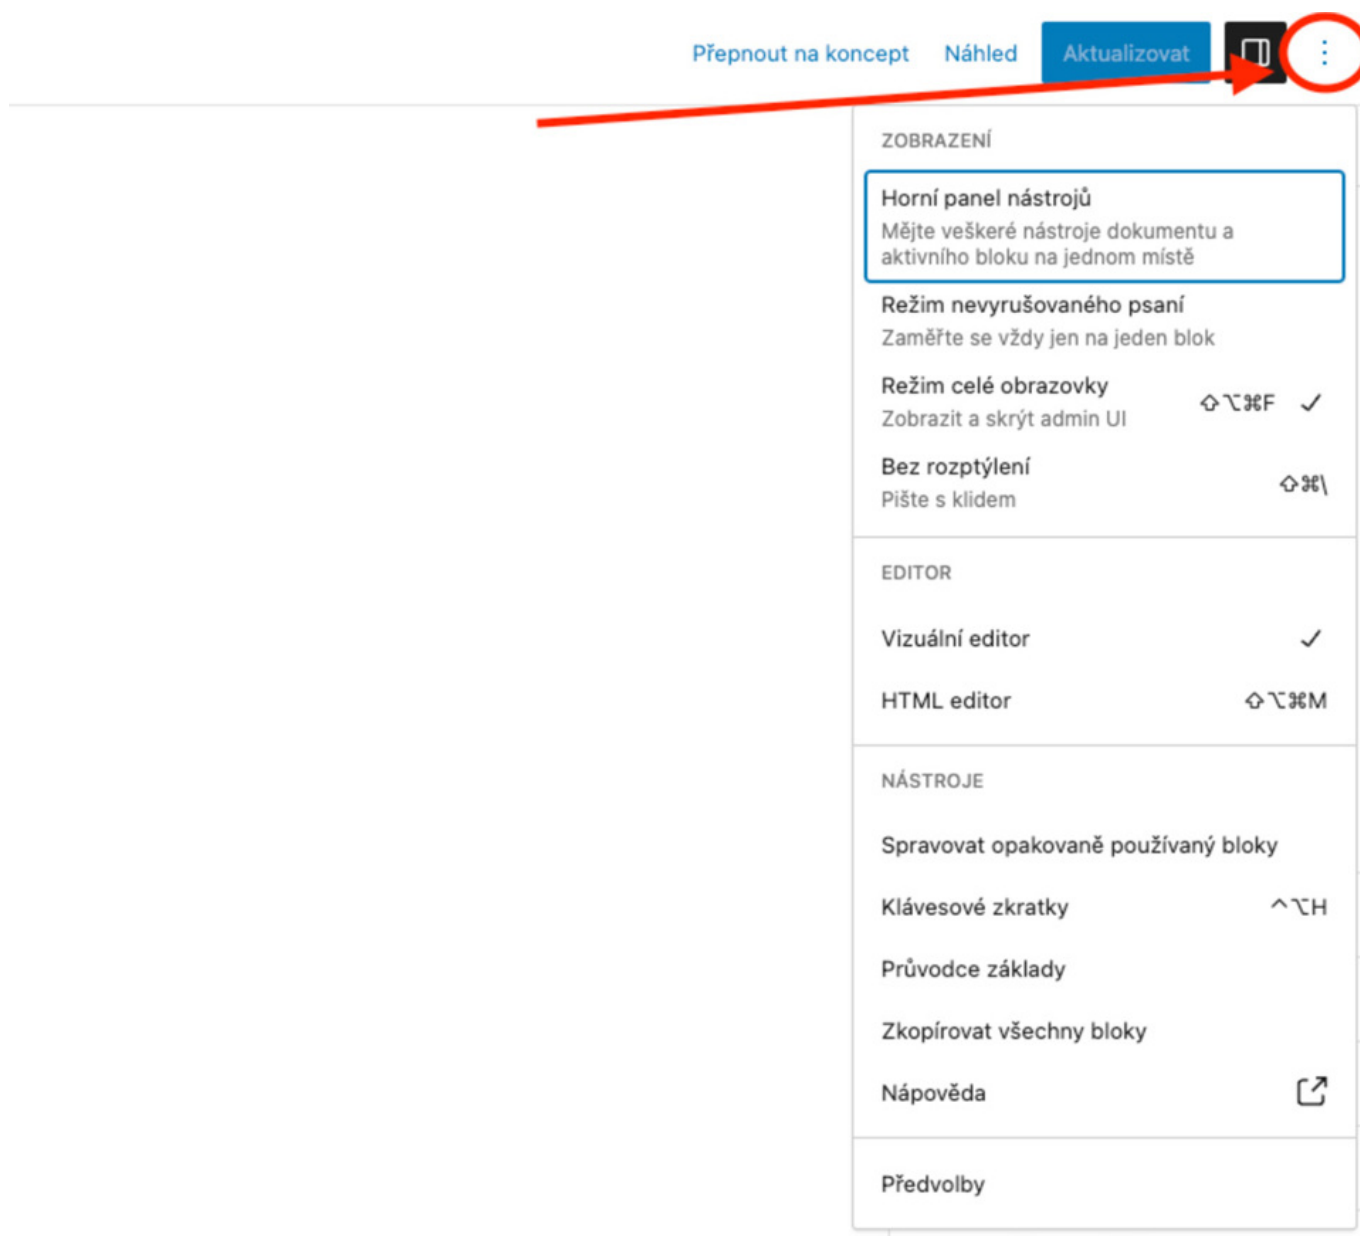 Přepnout na koncept Náhled Aktualizovat
ZOBRAZENÍ
Horní panel nástrojů
Mějte veškeré nástroje dokumentu a
aktivního bloku na jednom místě
Režim nevyrušovaného psaní
Zaměřte se vždy jen na jeden blok
Režim celé obrazovky ⇧⌥⌘F ✓
Zobrazit a skrýt admin UI
Bez rozptýlení ⇧⌘\
Pište s klidem
EDITOR
Vizuální editor ✓
HTML editor ⇧⌥⌘M
NÁSTROJE
Spravovat opakovaně používaný bloky
Klávesové zkratky ^⌥H
Průvodce základy
Zkopírovat všechny bloky
Nápověda
Předvolby